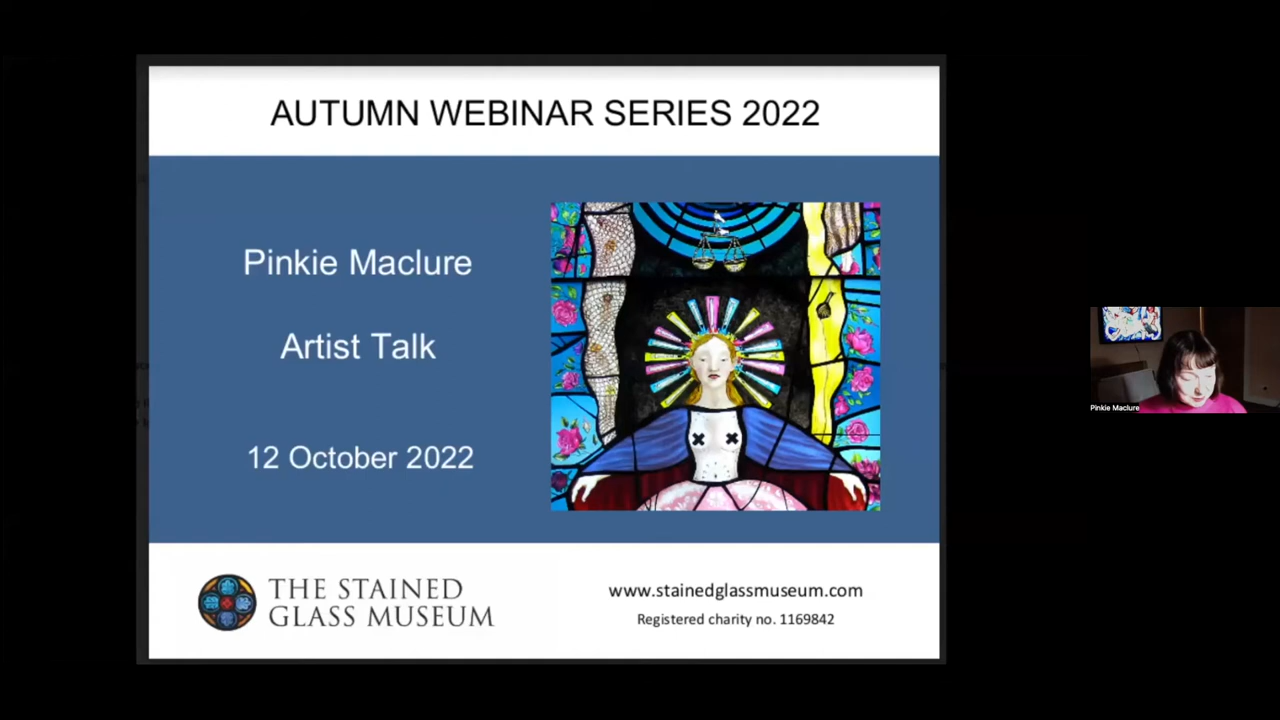 AUTUMN WEBINAR SERIES 2022
Pinkie Maclure
Artist Talk
12 October 2022
THE STAINED
GLASS MUSEUM
www.stainedglassmuseum.com
Registered charity no. 1169842
Pinkie Maclure